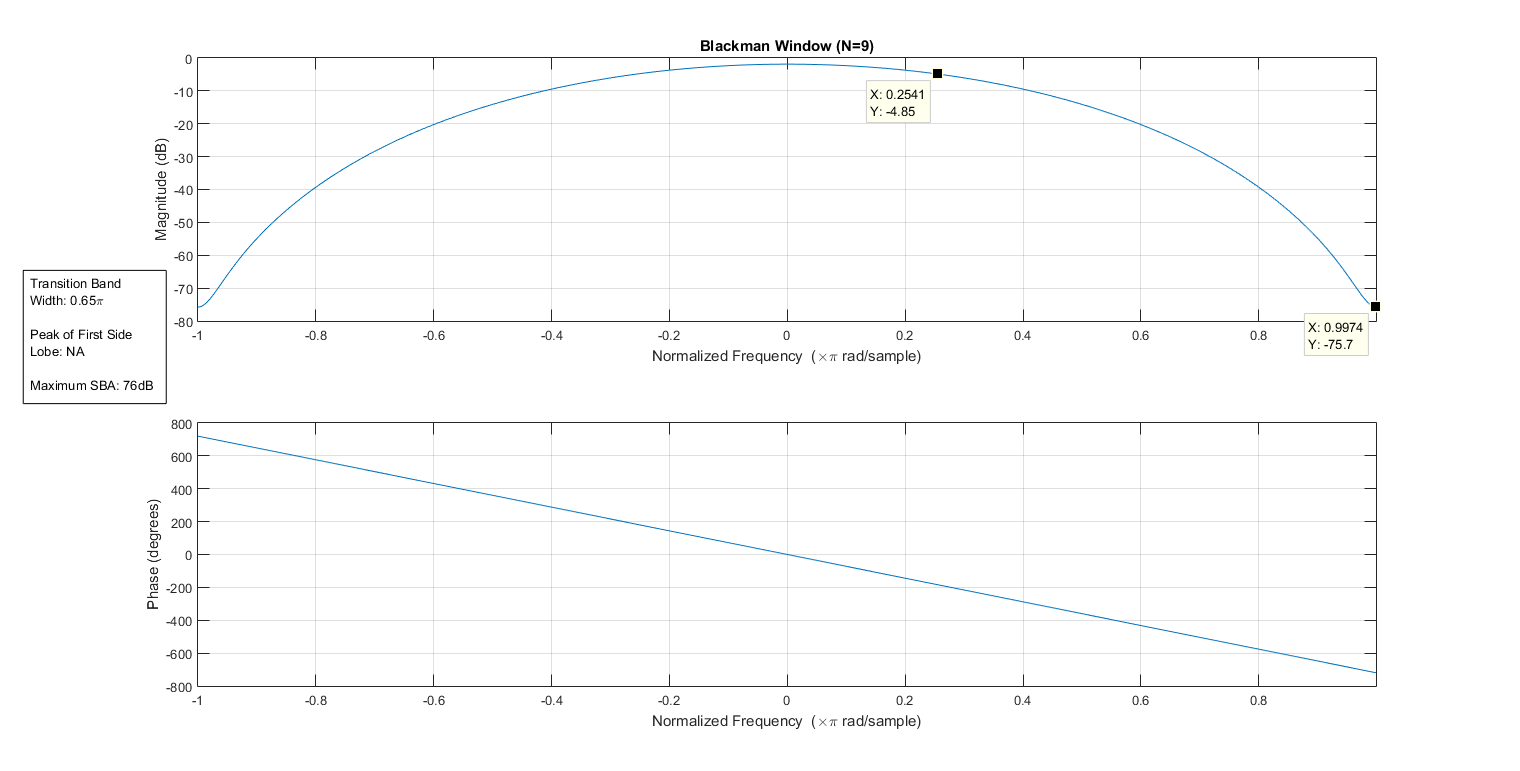 Blackman Window (N=9)
0
-10
-20
-30
-40
-50
-60
-70
-80
Magnitude (dB)
X: 0.2541
Y: -4.85
X: 0.9974
Y: -75.7
-1
-0.8
-0.6
-0.4
-0.2
0
0.2
0.4
0.6
0.8
Normalized Frequency (×π rad/sample)
Transition Band
Width: 0.65π
Peak of First Side
Lobe: NA
Maximum SBA: 76dB
800
600
400
200
0
-200
-400
-600
-800
Phase (degrees)
-1
-0.8
-0.6
-0.4
-0.2
0
0.2
0.4
0.6
0.8
Normalized Frequency (×π rad/sample)